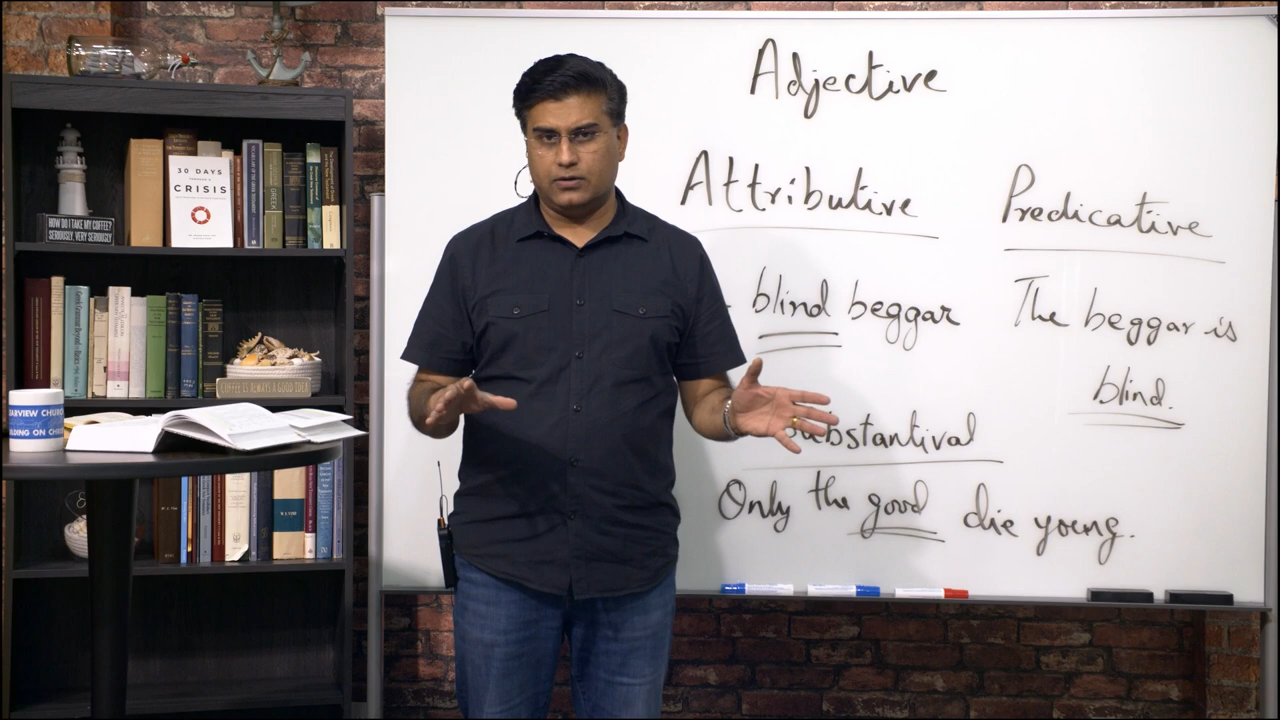 Adjective
Attributive
blind beggar
Predicative
The beggar is
blind.
Substantival
Only the good die young.
30 DAYS
CRISIS
HOW DO I TAKE MY COFFEE?
SERIOUSLY, VERY SERIOUSLY
GREEK
COFFEE IS ALWAYS A GOOD IDEA